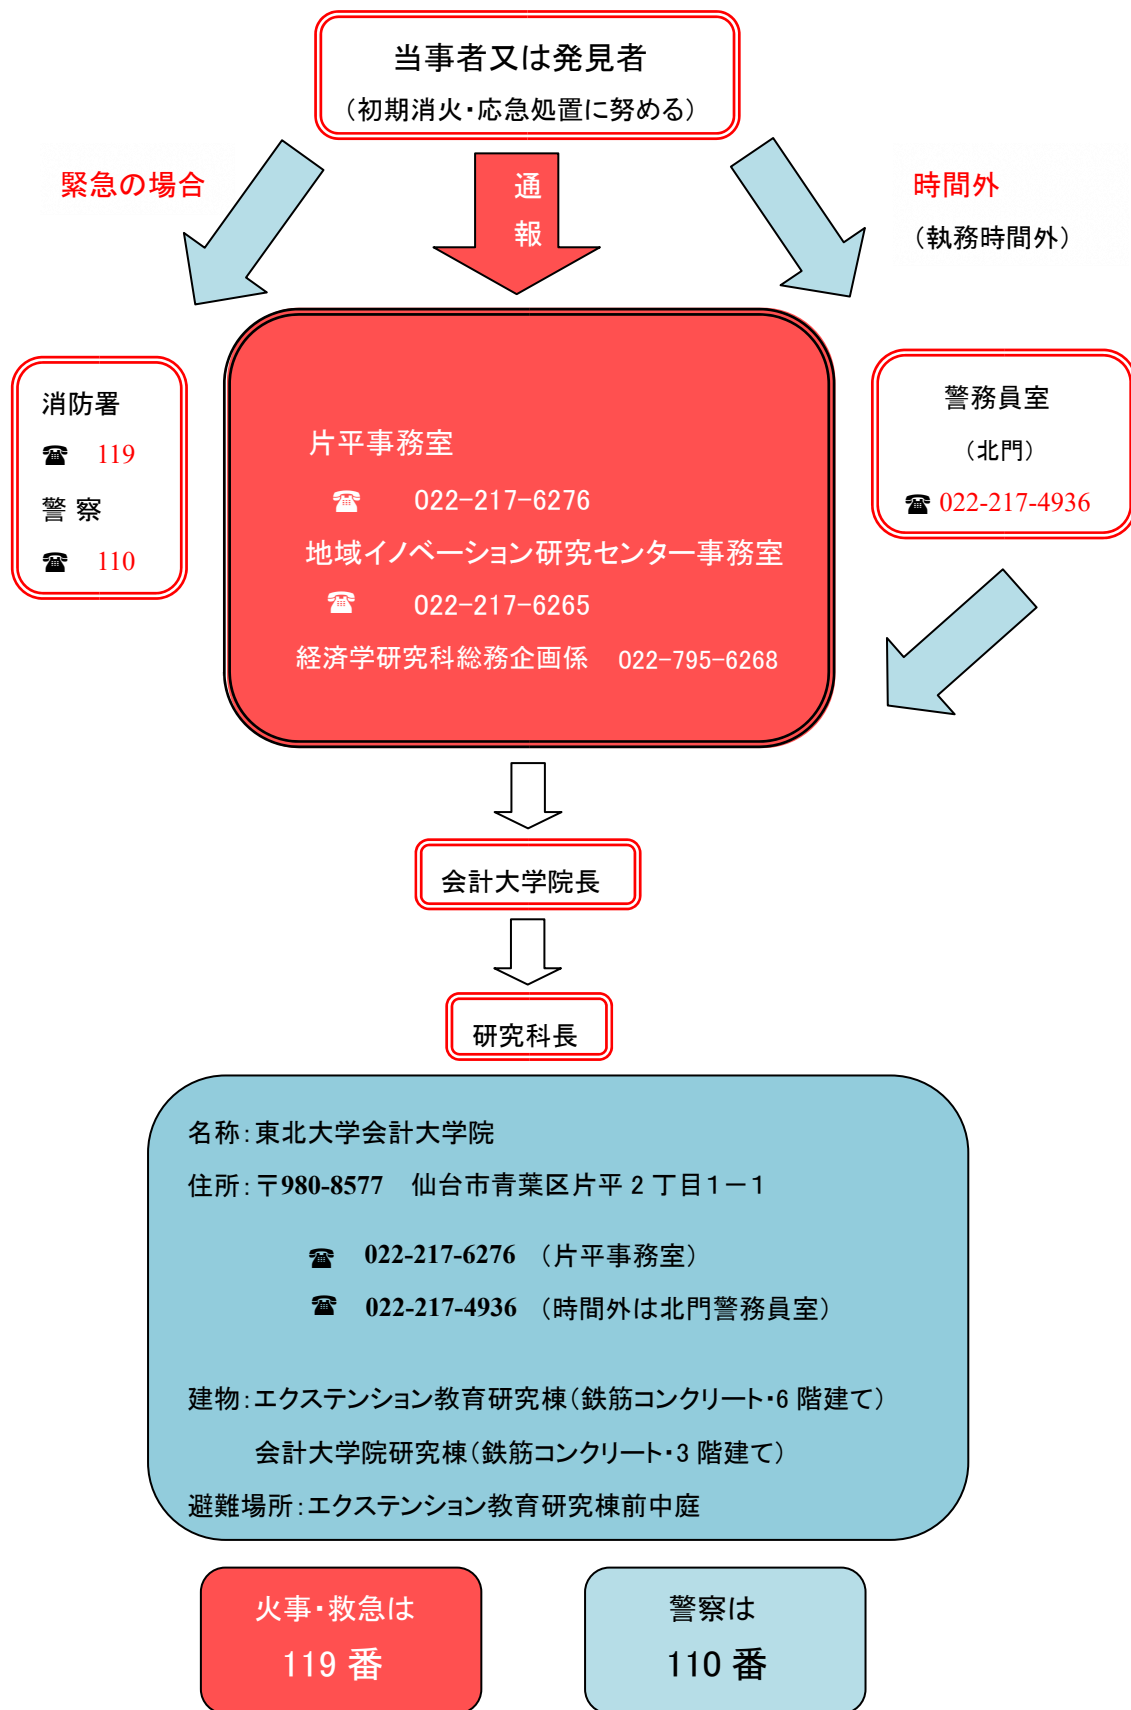 当事者又は発見者
（初期消火・応急処置に努める）
緊急の場合
通
報
時間外
（執務時間外）
消防署
☎ 119
警 察
☎ 110
片平事務室
☎ 022-217-6276
地域イノベーション研究センター事務室
☎ 022-217-6265
経済学研究科総務企画係 022-795-6268
警務員室
（北門）
☎ 022-217-4936
会計大学院長
研究科長
名称：東北大学会計大学院
住所：〒980-8577 仙台市青葉区片平 2 丁目１－１
☎ 022-217-6276 （片平事務室）
☎ 022-217-4936 （時間外は北門警務員室）
建物：エクステンション教育研究棟（鉄筋コンクリート・6 階建て）
会計大学院研究棟（鉄筋コンクリート・3 階建て）
避難場所：エクステンション教育研究棟前中庭
火事・救急は
119 番
警察は
110 番